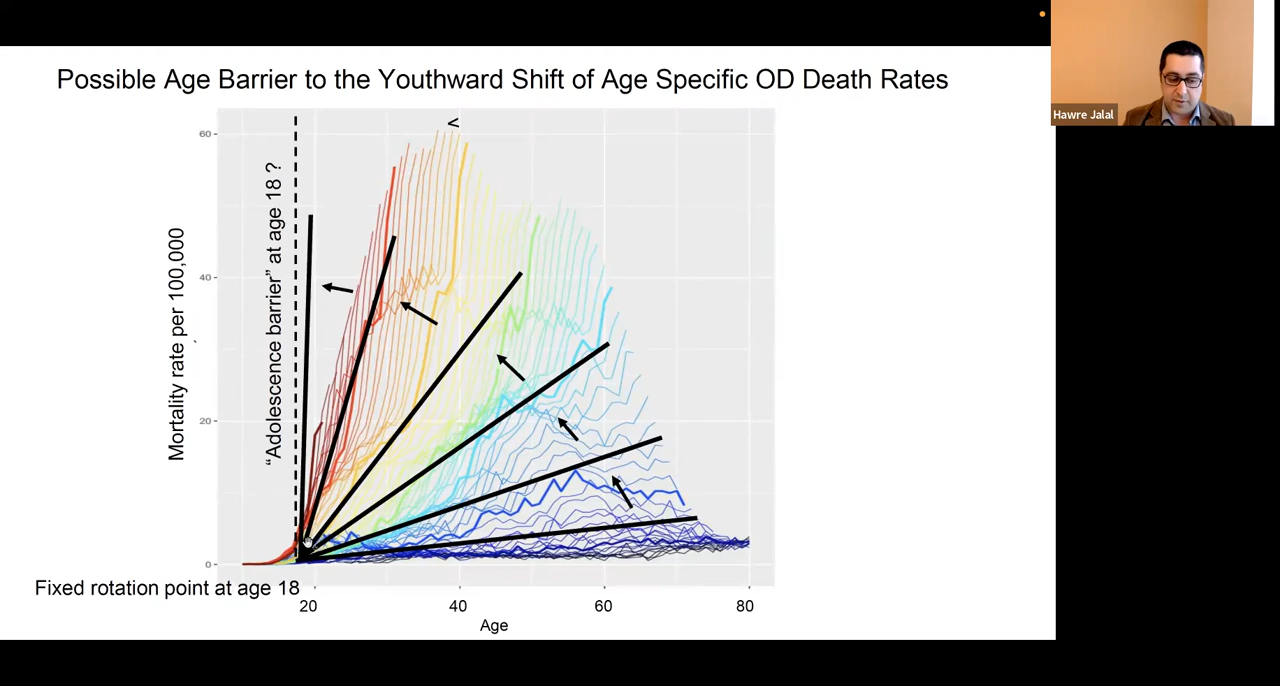 Possible Age Barrier to the Youthward Shift of Age Specific OD Death Rates
Hawre Jalal
<
60
40
20
0
Mortality rate per 100,000
“Adolescence barrier” at age 18 ?
Fixed rotation point at age 18
20 40 60 80
Age